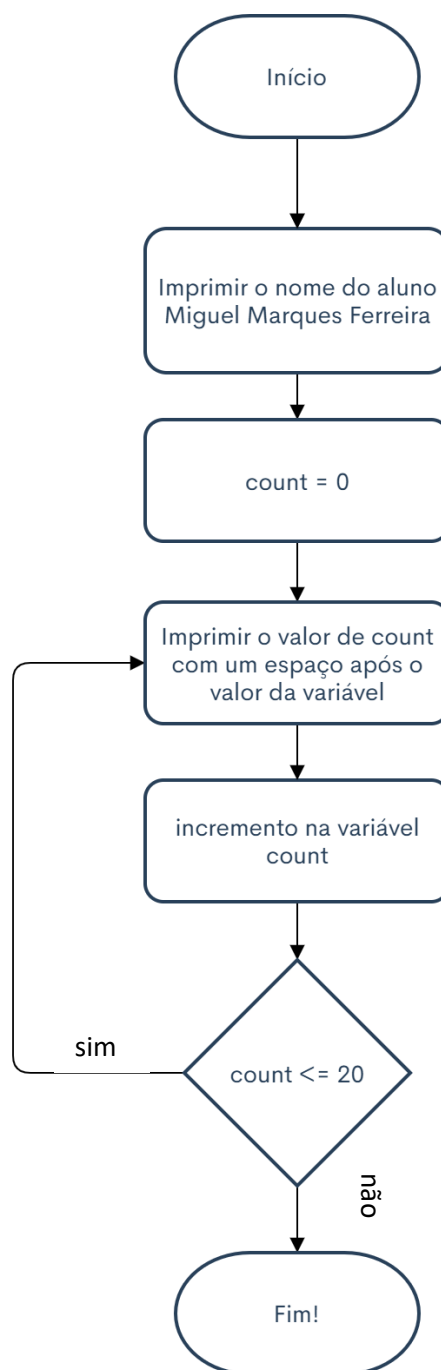 Início
Imprimir o nome do aluno
Miguel Marques Ferreira
count = 0
Imprimir o valor de count
com um espaço após o
valor da variável
incremento na variável
count
sim
count <= 20
não
Fim!